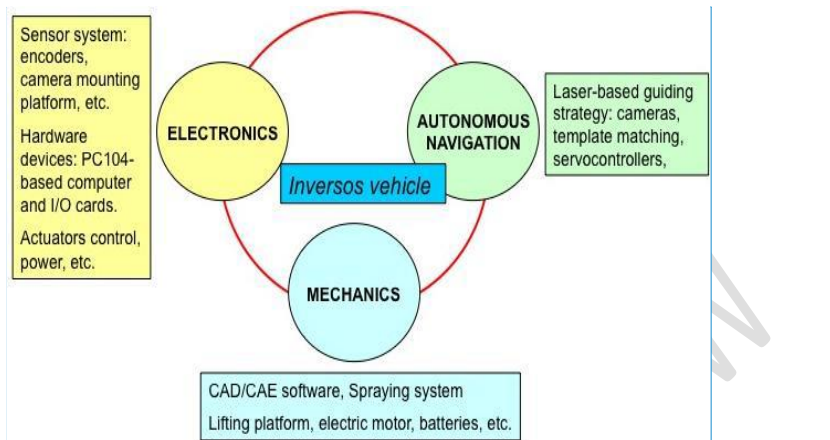 Sensor system:
encoders,
camera mounting
platform, etc.
Hardware
devices: PC104-
based computer
and I/O cards.
Actuators control,
power, etc.
ELECTRONICS
AUTONOMOUS
NAVIGATION
Laser-based guiding
strategy: cameras,
template matching,
servocontrollers,
Inversos vehicle
MECHANICS
CAD/CAE software, Spraying system
Lifting platform, electric motor, batteries, etc.